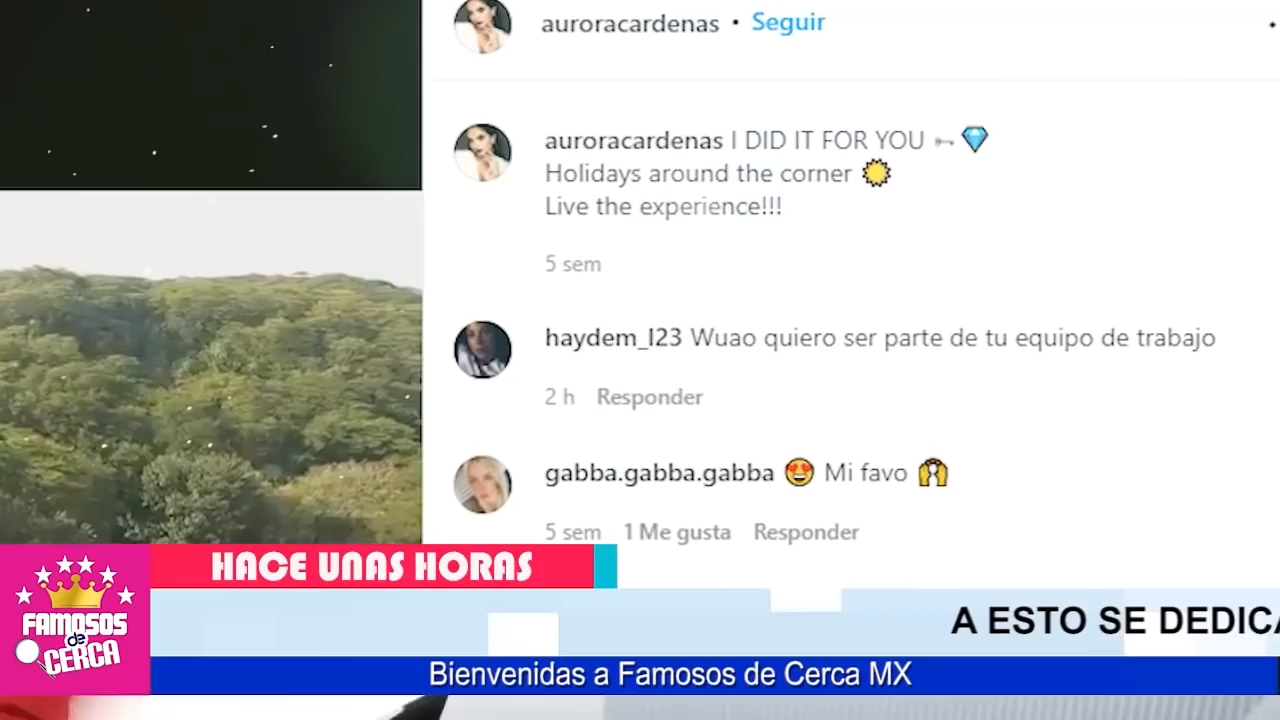 auroracardenas • Seguir
auroracardenas I DID IT FOR YOU 🗝️💎
Holidays around the corner ☀️
Live the experience!!!
5 sem
haydem_l23 Wuao quiero ser parte de tu equipo de trabajo
2 h Responder
gabba.gabba.gabba 😍 Mi favo 🙌
5 sem 1 Me gusta Responder
HACE UNAS HORAS
FAMOSOS
de
CERCA
A ESTO SE DEDICA
Bienvenidas a Famosos de Cerca MX